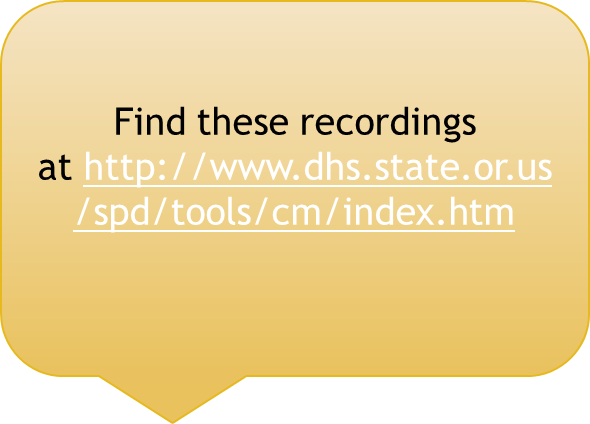 Find these recordings
at http://www.dhs.state.or.us
/spd/tools/cm/index.htm